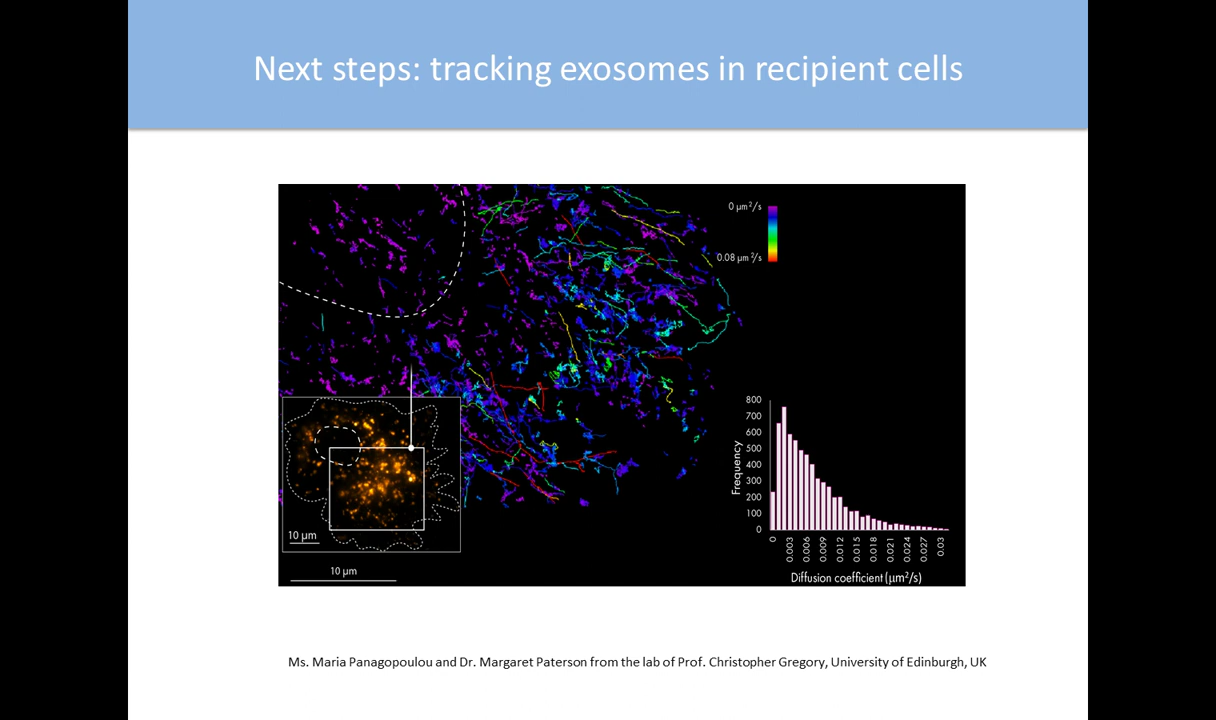 Next steps: tracking exosomes in recipient cells
0 µm²/s
0.08 µm²/s
10 µm
10 µm
800
700
600
500
400
300
200
100
0
Frequency
0
0.003
0.006
0.009
0.012
0.015
0.018
0.021
0.024
0.027
0.03
Diffusion coefficient (µm²/s)
Ms. Maria Panagopoulou and Dr. Margaret Paterson from the lab of Prof. Christopher Gregory, University of Edinburgh, UK